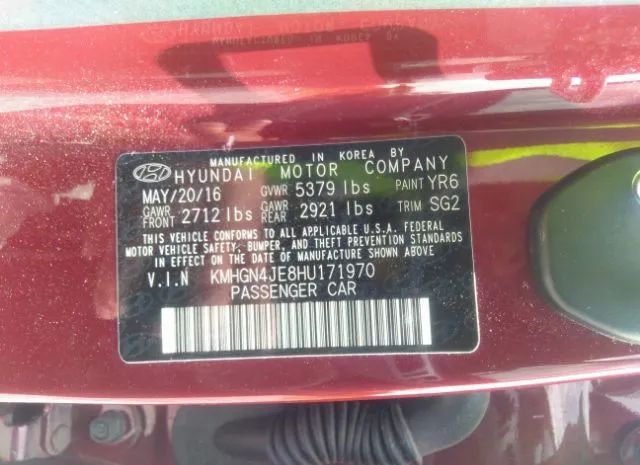 MANUFACTURED IN KOREA BY
HYUNDAI MOTOR COMPANY
MAY/20/16 GVWR 5379 lbs PAINT YR6
GAWR FRONT 2712 lbs GAWR REAR 2921 lbs TRIM SG2
THIS VEHICLE CONFORMS TO ALL APPLICABLE U.S.A. FEDERAL
MOTOR VEHICLE SAFETY, BUMPER, AND THEFT PREVENTION STANDARDS
IN EFFECT ON THE DATE OF MANUFACTURE SHOWN ABOVE
V.I.N KMHGN4JE8HU171970
PASSENGER CAR